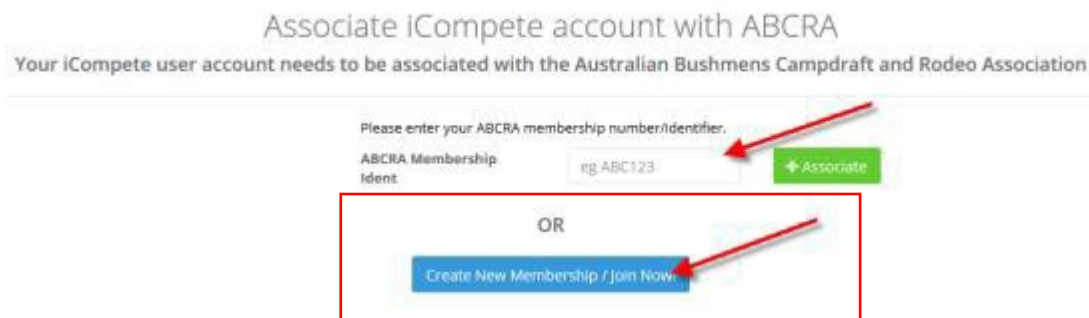 Associate iCompete account with ABCRA
Your iCompete user account needs to be associated with the Australian Bushmens Campdraft and Rodeo Association
Please enter your ABCRA membership number/identifier.
ABCRA Membership
Ident
eg ABC123
Associate
OR
Create New Membership / Join Now!